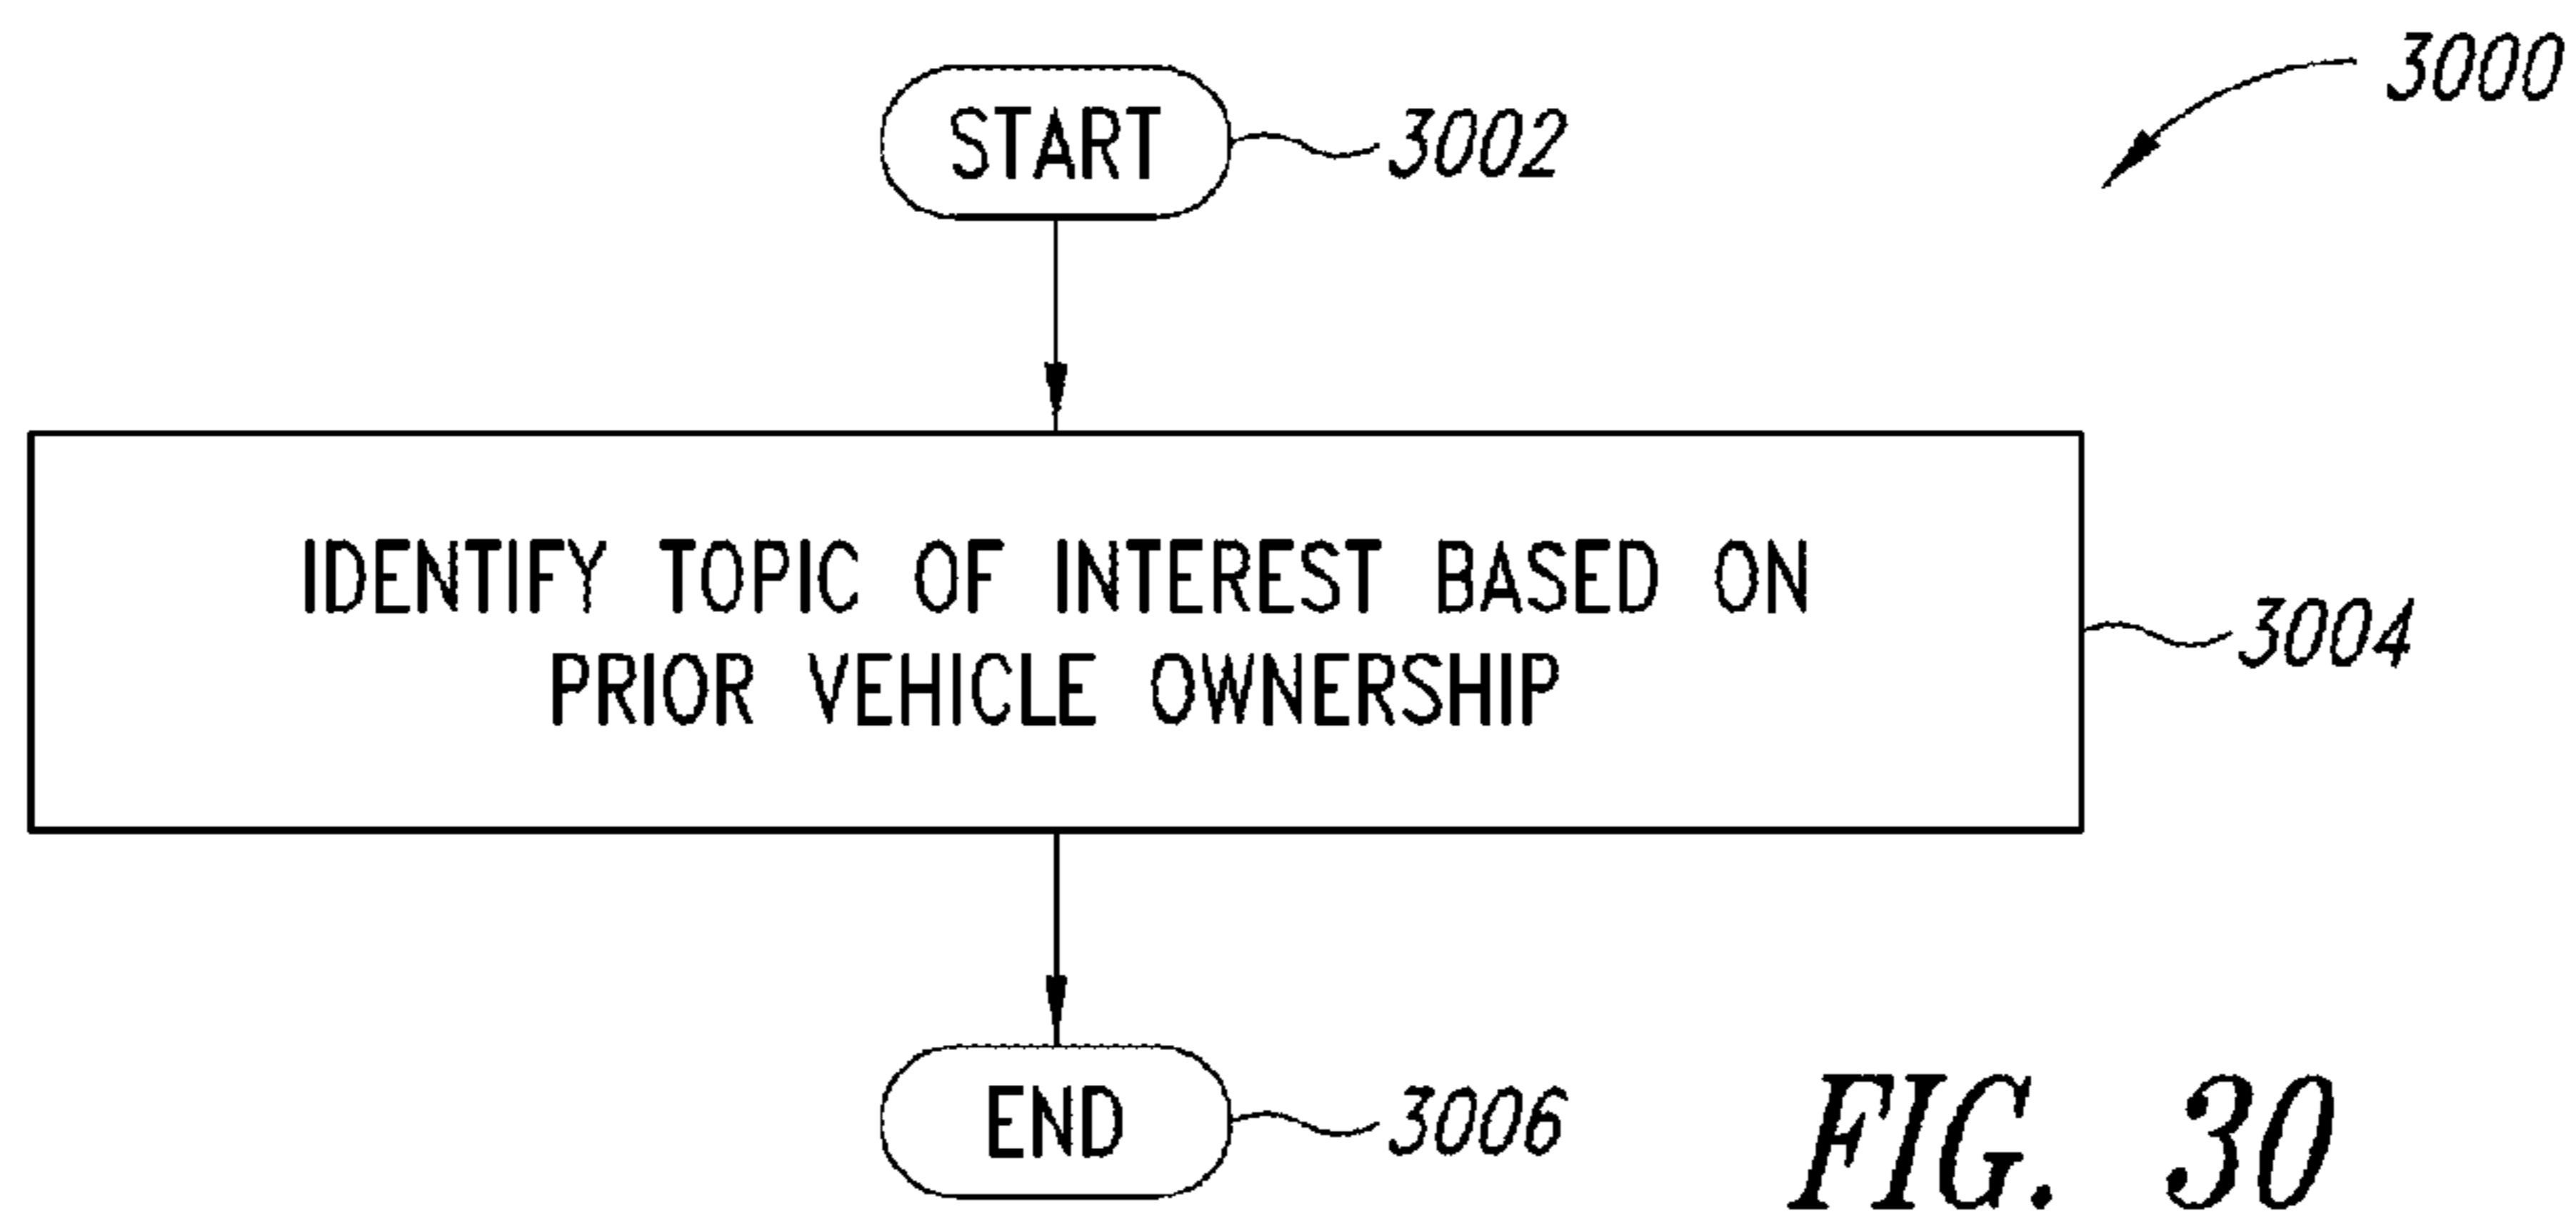 3000
START 3002
IDENTIFY TOPIC OF INTEREST BASED ON
PRIOR VEHICLE OWNERSHIP
3004
END 3006
FIG. 30